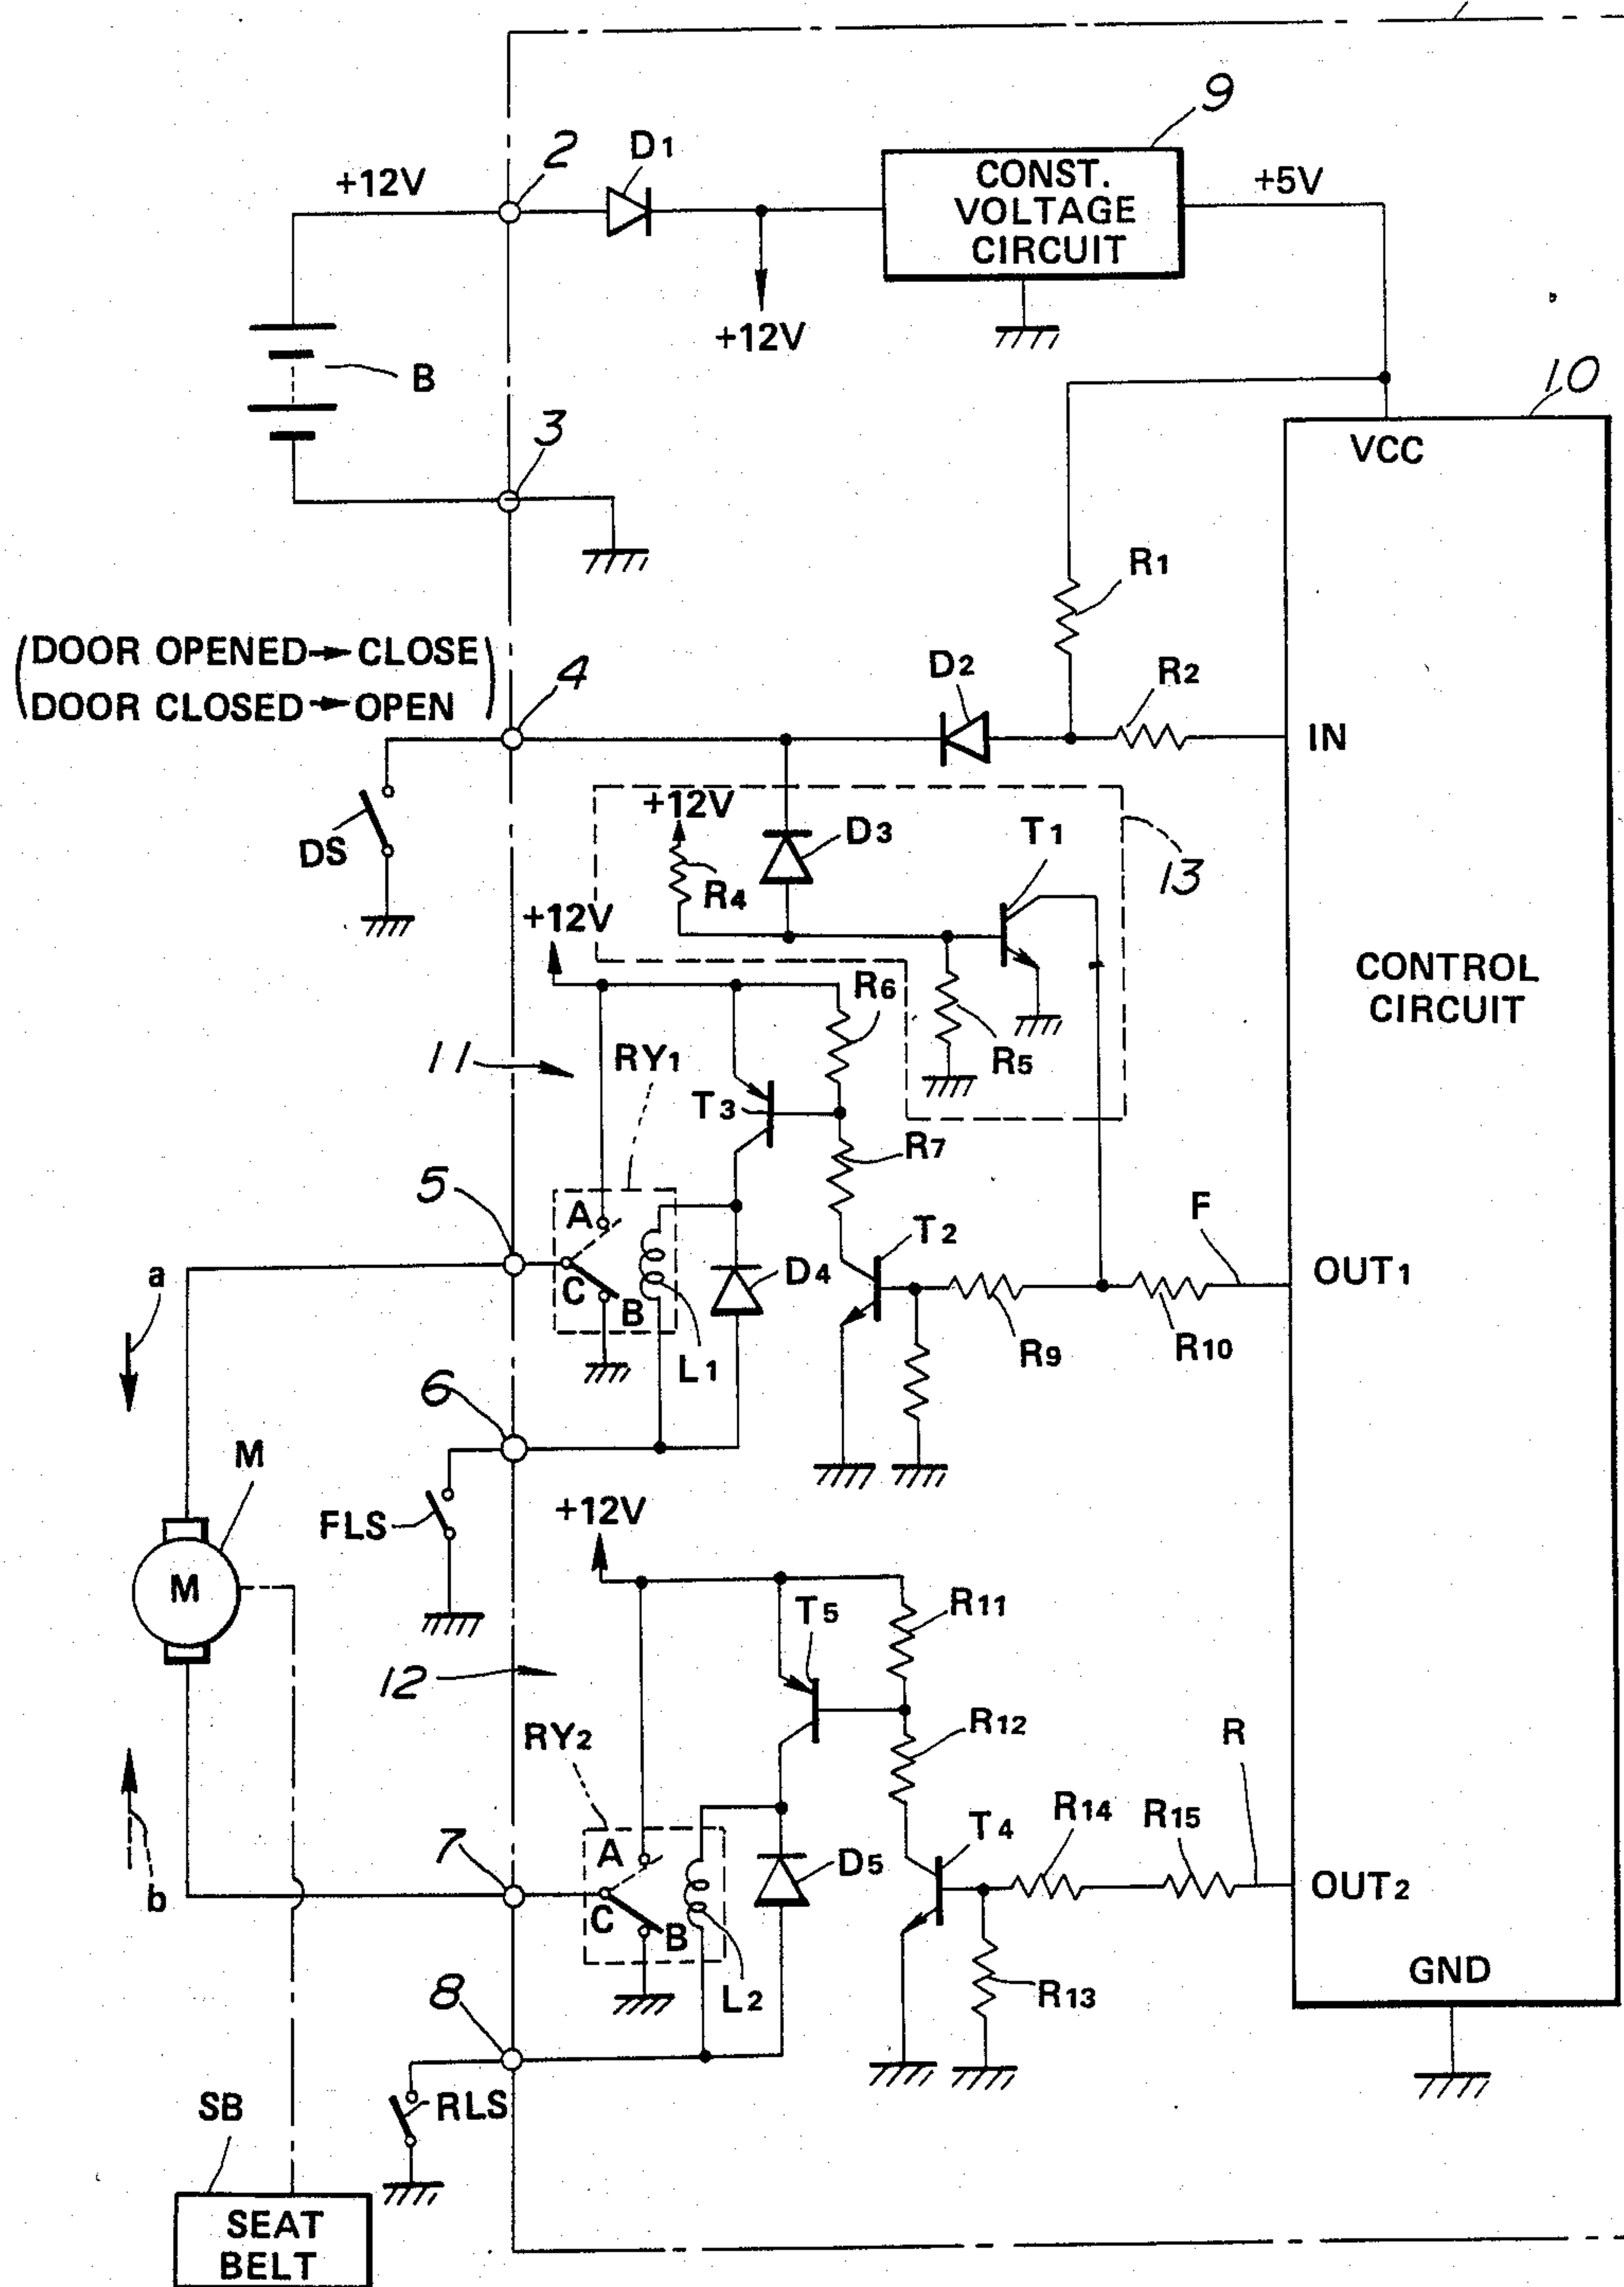 9
2
D1
+12V
CONST.
VOLTAGE
CIRCUIT
+5V
+12V
B
10
3
VCC
R1
(DOOR OPENED→CLOSE)
(DOOR CLOSED→OPEN)
4
D2
R2
IN
+12V
D3
T1
DS
R4
13
+12V
CONTROL
CIRCUIT
R6
11
RY1
R5
T3
R7
5
A
F
T2
a
D4
OUT1
C
B
R9
R10
L1
6
M
+12V
FLS
M
T5
R11
12
R12
RY2
R
R14
R15
T4
7
A
D5
b
OUT2
C
B
GND
8
L2
R13
SB
RLS
SEAT
BELT